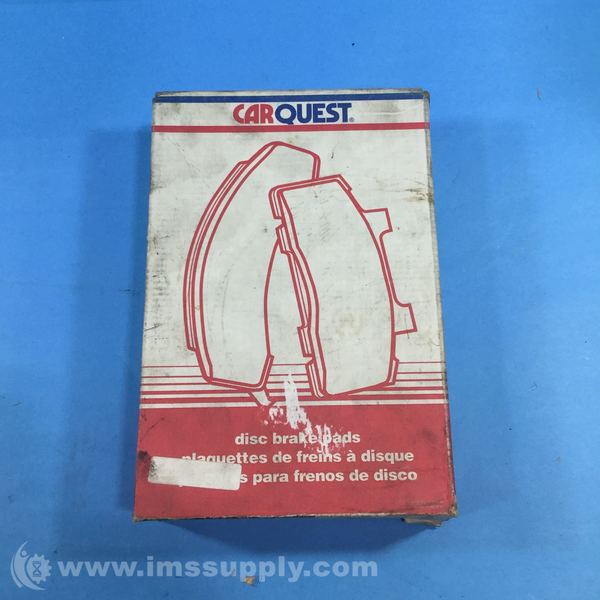 CARQUEST®
disc brake pads
plaquettes de freins à disque
para frenos de disco
www.imssupply.com